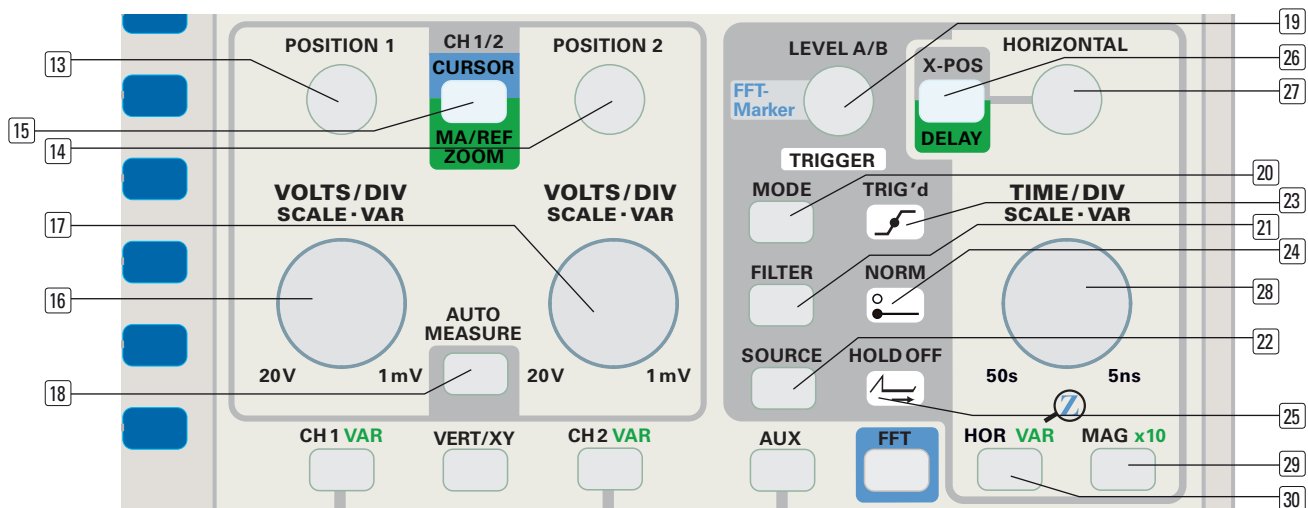 POSITION 1
CH 1/2
CURSOR
MA/REF
ZOOM
POSITION 2
13
15
14
VOLTS/DIV
SCALE · VAR
VOLTS/DIV
SCALE · VAR
17
16
18
AUTO
MEASURE
20V
1mV
20V
1mV
CH 1 VAR
VERT/XY
CH 2 VAR
LEVEL A/B
FFT-
Marker
TRIGGER
MODE
TRIG'd
FILTER
NORM
SOURCE
HOLD OFF
AUX
FFT
X-POS
DELAY
HORIZONTAL
TIME/DIV
SCALE · VAR
50s
5ns
Z
HOR VAR
MAG x10
19
26
27
20
23
21
24
28
22
25
29
30